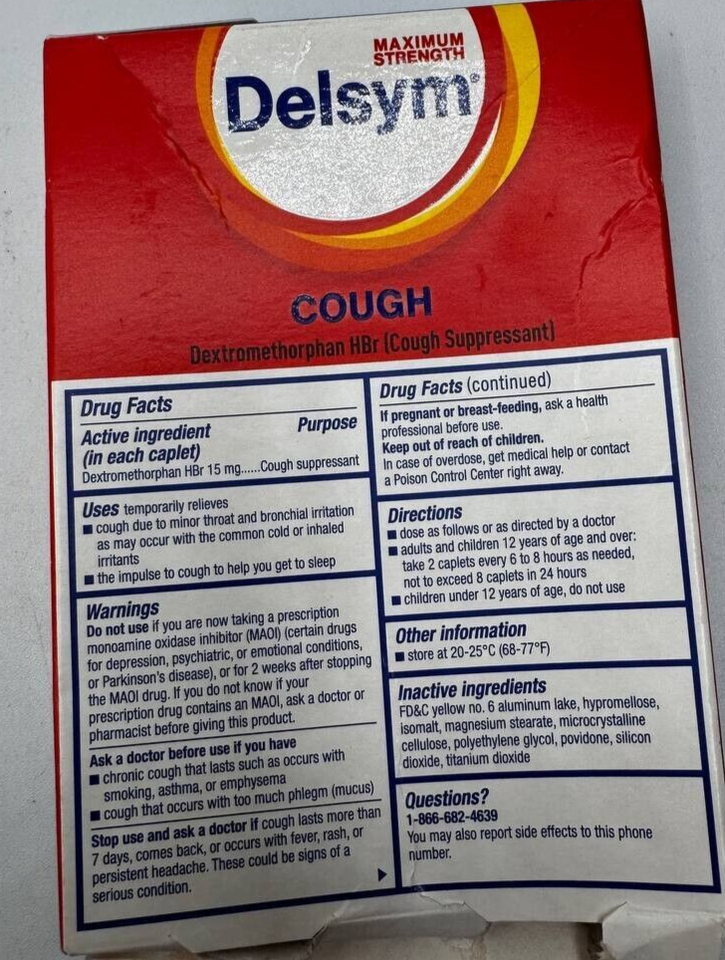 MAXIMUM
STRENGTH
Delsym®
COUGH
Dextromethorphan HBr (Cough Suppressant)
Drug Facts
Active ingredient Purpose
(in each caplet)
Dextromethorphan HBr 15 mg......Cough suppressant
Uses temporarily relieves
■ cough due to minor throat and bronchial irritation
as may occur with the common cold or inhaled
irritants
■ the impulse to cough to help you get to sleep
Warnings
Do not use if you are now taking a prescription
monoamine oxidase inhibitor (MAOI) (certain drugs
for depression, psychiatric, or emotional conditions,
or Parkinson's disease), or for 2 weeks after stopping
the MAOI drug. If you do not know if your
prescription drug contains an MAOI, ask a doctor or
pharmacist before giving this product.
Ask a doctor before use if you have
■ chronic cough that lasts such as occurs with
smoking, asthma, or emphysema
■ cough that occurs with too much phlegm (mucus)
Stop use and ask a doctor if cough lasts more than
7 days, comes back, or occurs with fever, rash, or
persistent headache. These could be signs of a
serious condition.
Drug Facts (continued)
If pregnant or breast-feeding, ask a health
professional before use.
Keep out of reach of children.
In case of overdose, get medical help or contact
a Poison Control Center right away.
Directions
■ dose as follows or as directed by a doctor
■ adults and children 12 years of age and over:
take 2 caplets every 6 to 8 hours as needed,
not to exceed 8 caplets in 24 hours
■ children under 12 years of age, do not use
Other information
■ store at 20-25°C (68-77°F)
Inactive ingredients
FD&C yellow no. 6 aluminum lake, hypromellose,
isomalt, magnesium stearate, microcrystalline
cellulose, polyethylene glycol, povidone, silicon
dioxide, titanium dioxide
Questions?
1-866-682-4639
You may also report side effects to this phone
number.